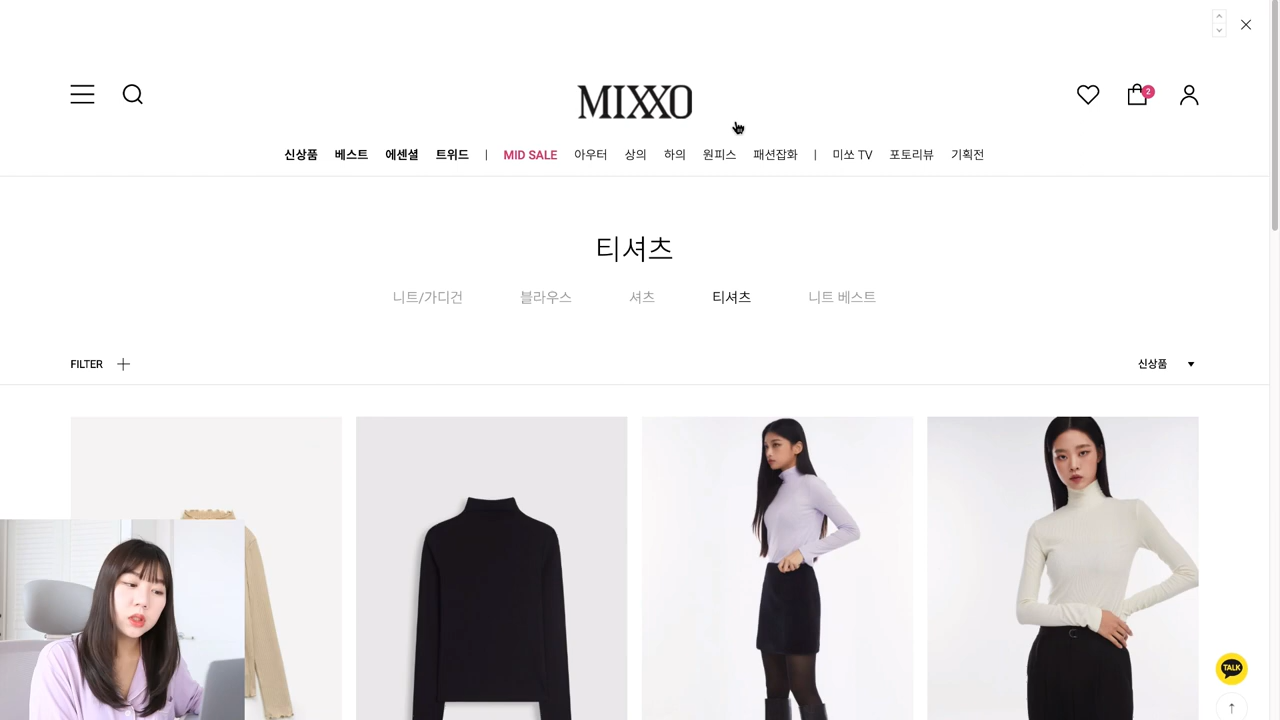 MIXXO
2
신상품 베스트 에센셜 트위드 | MID SALE 아우터 상의 하의 원피스 패션잡화 | 미쏘 TV 포토리뷰 기획전
티셔츠
니트/가디건 블라우스 셔츠 티셔츠 니트 베스트
FILTER
신상품
TALK